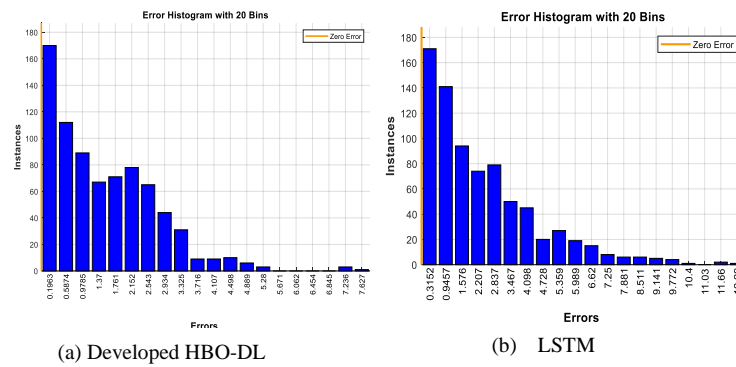 Error Histogram with 20 Bins
Zero Error
180
160
140
120
100
80
60
40
20
0
Instances
0.1963 0.5874 0.9785 1.37 1.761 2.152 2.543 2.934 3.325 3.716 4.107 4.498 4.889 5.28 5.671 6.062 6.454 6.845 7.236 7.627
Errors
(a) Developed HBO-DL
Error Histogram with 20 Bins
Zero Error
180
160
140
120
100
80
60
40
20
0
Instances
0.3152 0.9457 1.576 2.207 2.837 3.467 4.098 4.728 5.359 5.989 6.62 7.25 7.881 8.511 9.141 9.772 10.4 11.03 11.66
Errors
(b) LSTM